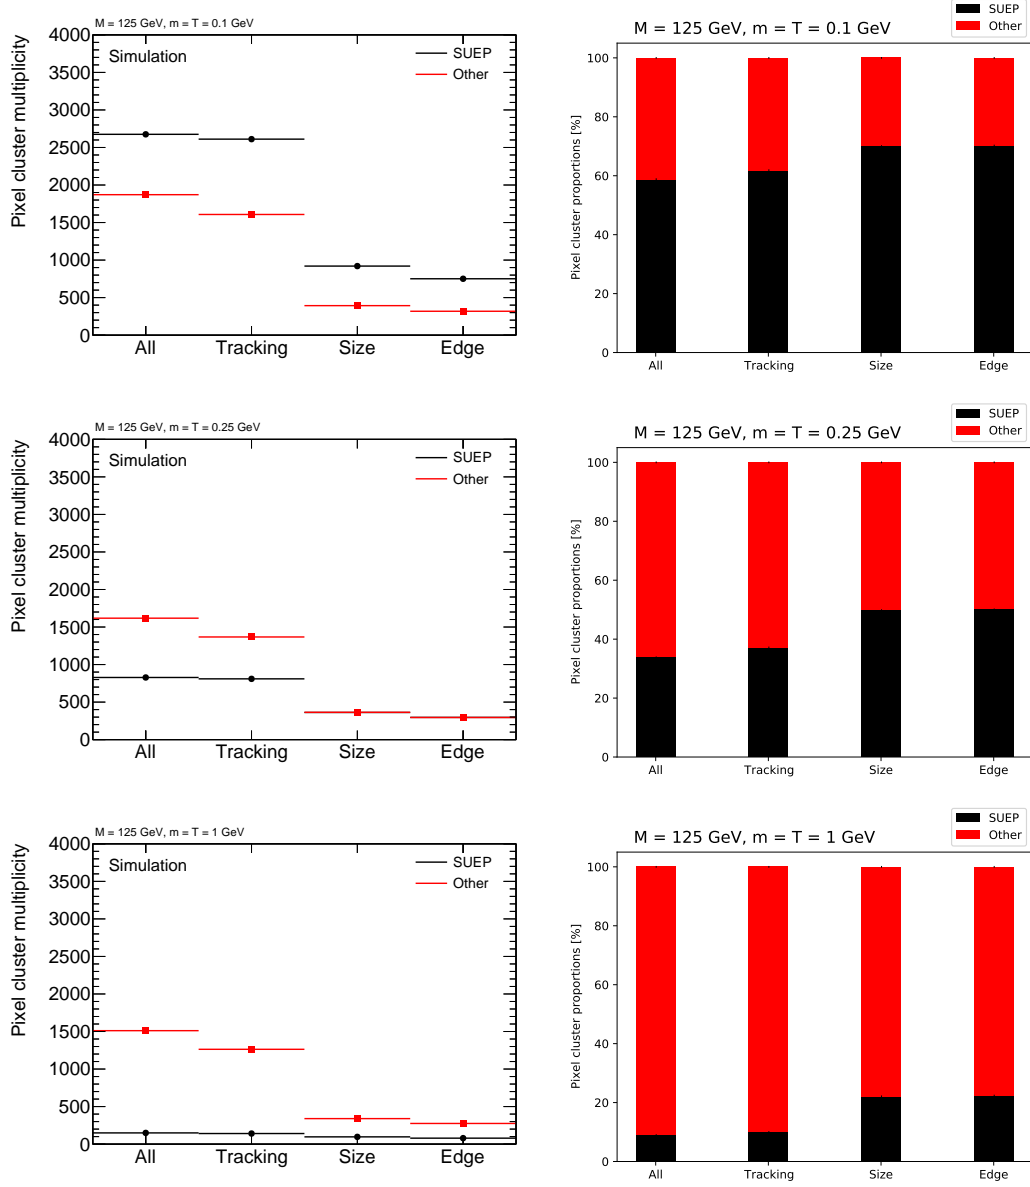 M = 125 GeV, m = T = 0.1 GeV
Pixel cluster multiplicity
4000
3500
3000
2500
2000
1500
1000
500
0
Simulation
SUEP
Other
All Tracking Size Edge
M = 125 GeV, m = T = 0.1 GeV
SUEP
Other
Pixel cluster proportions [%]
100
80
60
40
20
0
All Tracking Size Edge
M = 125 GeV, m = T = 0.25 GeV
Pixel cluster multiplicity
4000
3500
3000
2500
2000
1500
1000
500
0
Simulation
SUEP
Other
All Tracking Size Edge
M = 125 GeV, m = T = 0.25 GeV
SUEP
Other
Pixel cluster proportions [%]
100
80
60
40
20
0
All Tracking Size Edge
M = 125 GeV, m = T = 1 GeV
Pixel cluster multiplicity
4000
3500
3000
2500
2000
1500
1000
500
0
Simulation
SUEP
Other
All Tracking Size Edge
M = 125 GeV, m = T = 1 GeV
SUEP
Other
Pixel cluster proportions [%]
100
80
60
40
20
0
All Tracking Size Edge